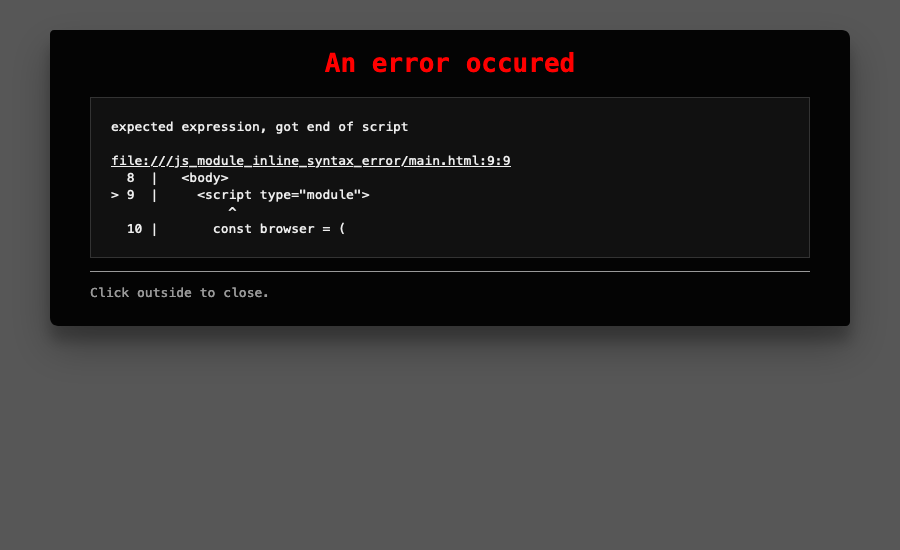 An error occured
expected expression, got end of script
file:///js_module_inline_syntax_error/main.html:9:9
  8  |   <body>
> 9  |     <script type="module">
               ^
  10 |       const browser = (
Click outside to close.